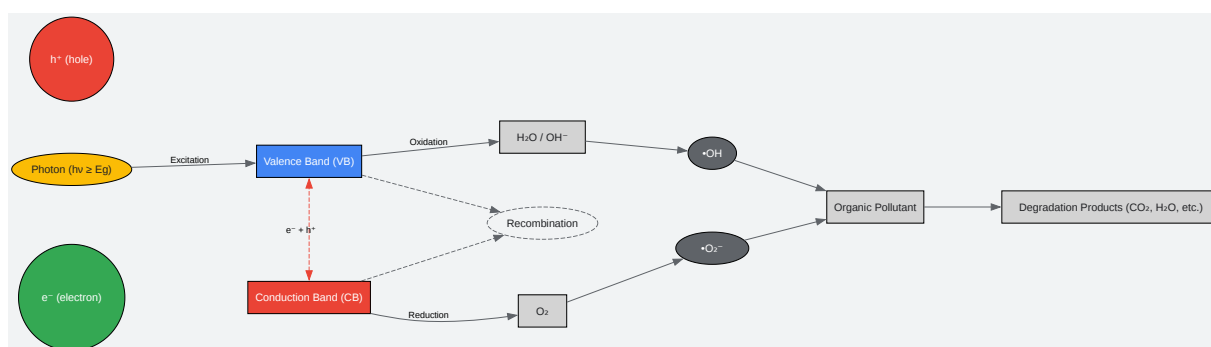 h⁺ (hole)
Photon (hν ≥ Eg)
Excitation
Valence Band (VB)
Oxidation
H₂O / OH⁻
•OH
Organic Pollutant
Degradation Products (CO₂, H₂O, etc.)
e⁻ + h⁺
Recombination
•O₂⁻
e⁻ (electron)
Conduction Band (CB)
Reduction
O₂